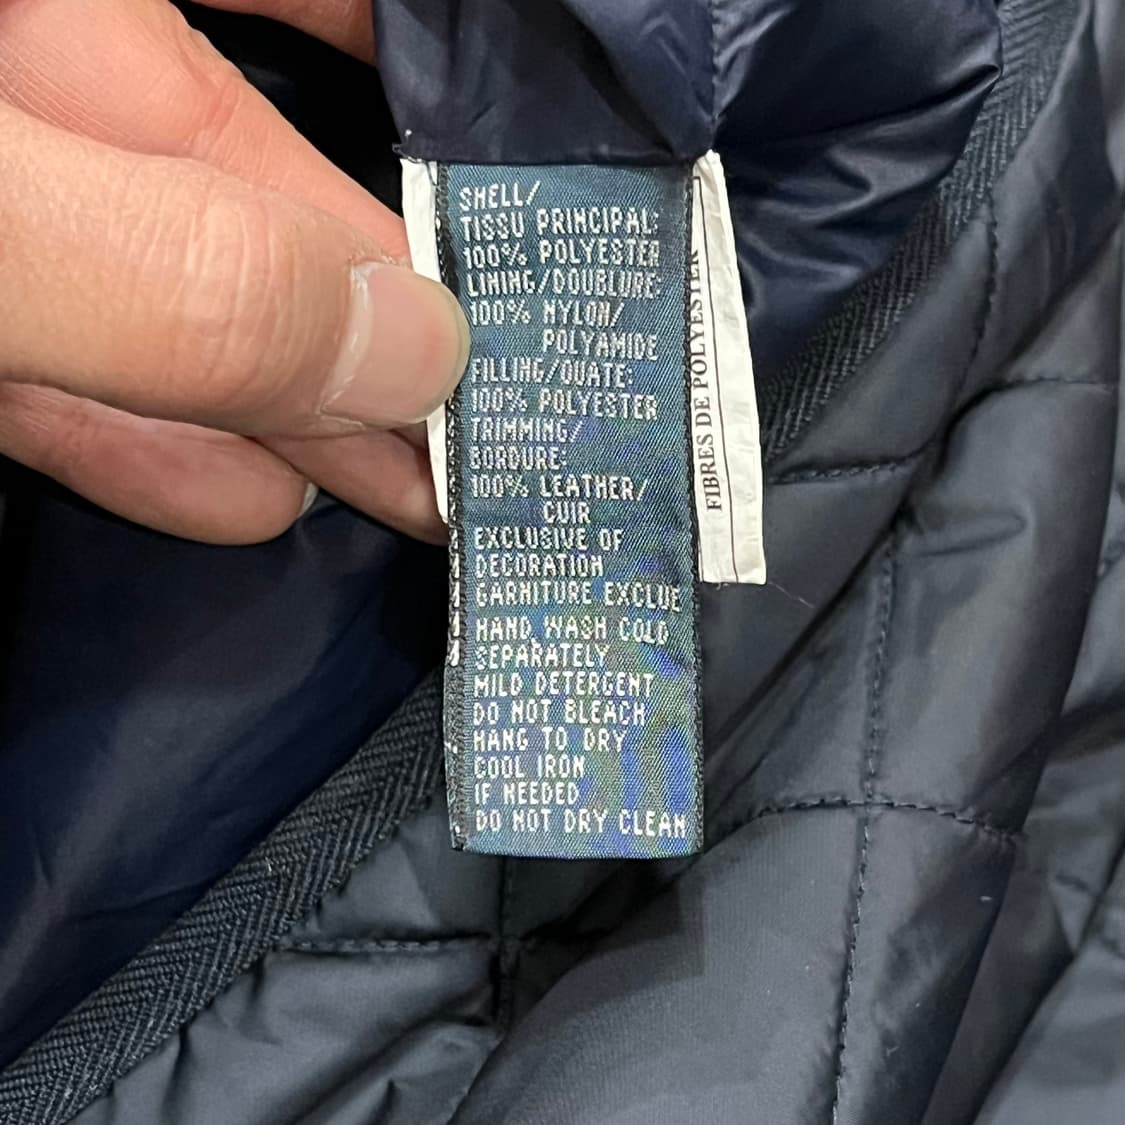 SHELL/
TISSU PRINCIPAL:
100% POLYESTER
LINING/DOUBLURE:
100% NYLON/
POLYAMIDE
FILLING/OUATE:
100% POLYESTER
TRIMMING/
BORDURE:
100% LEATHER/
CUIR
EXCLUSIVE OF
DECORATION
GARNITURE EXCLUE
HAND WASH COLD
SEPARATELY
MILD DETERGENT
DO NOT BLEACH
HANG TO DRY
COOL IRON
IF NEEDED
DO NOT DRY CLEAN
FIBRES DE POLYESTER